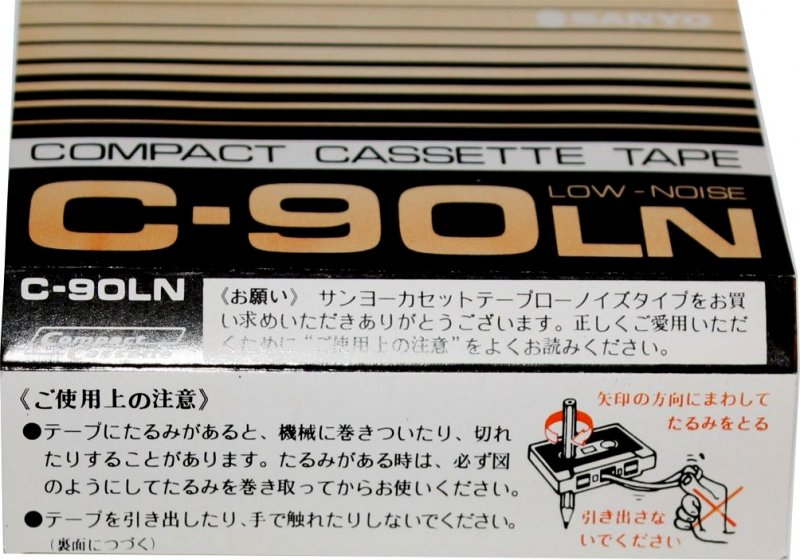 SANYO
COMPACT CASSETTE TAPE
C-90LN
LOW-NOISE
C-90LN
Compact
Cassette
《お願い》 サンヨーカセットテープローノイズタイプをお買
い求めいただきありがとうございます。正しくご愛用いただ
くために“ご使用上の注意”をよくお読みください。
《ご使用上の注意》
●テープにたるみがあると、機械に巻きついたり、切れ
たりすることがあります。たるみがある時は、必ず図
のようにしてたるみを巻き取ってからお使いください。
●テープを引き出したり、手で触れたりしないでください。
(裏面につづく)
矢印の方向にまわして
たるみをとる
引き出さな
いでください